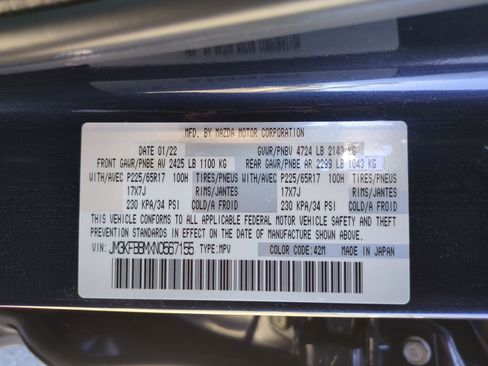 MFD. BY MAZDA MOTOR CORPORATION
DATE 01/22 GVWR/PNBV 4724 LB 2143 KG
FRONT GAWR/PNBE AV 2425 LB 1100 KG REAR GAWR/PNBE AR 2299 LB 1043 KG
WITH/AVEC P225/65R17 100H TIRES/PNEUS WITH/AVEC P225/65R17 100H TIRES/PNEUS
17X7J RIMS/JANTES 17X7J RIMS/JANTES
230 KPA/34 PSI COLD/A FROID 230 KPA/34 PSI COLD/A FROID
THIS VEHICLE CONFORMS TO ALL APPLICABLE FEDERAL MOTOR VEHICLE SAFETY AND THEFT
PREVENTION STANDARDS IN EFFECT ON THE DATE OF MANUFACTURE SHOWN ABOVE.
VIN: JM3KFBBMXN0567155 TYPE:MPV COLOR CODE:42M MADE IN JAPAN